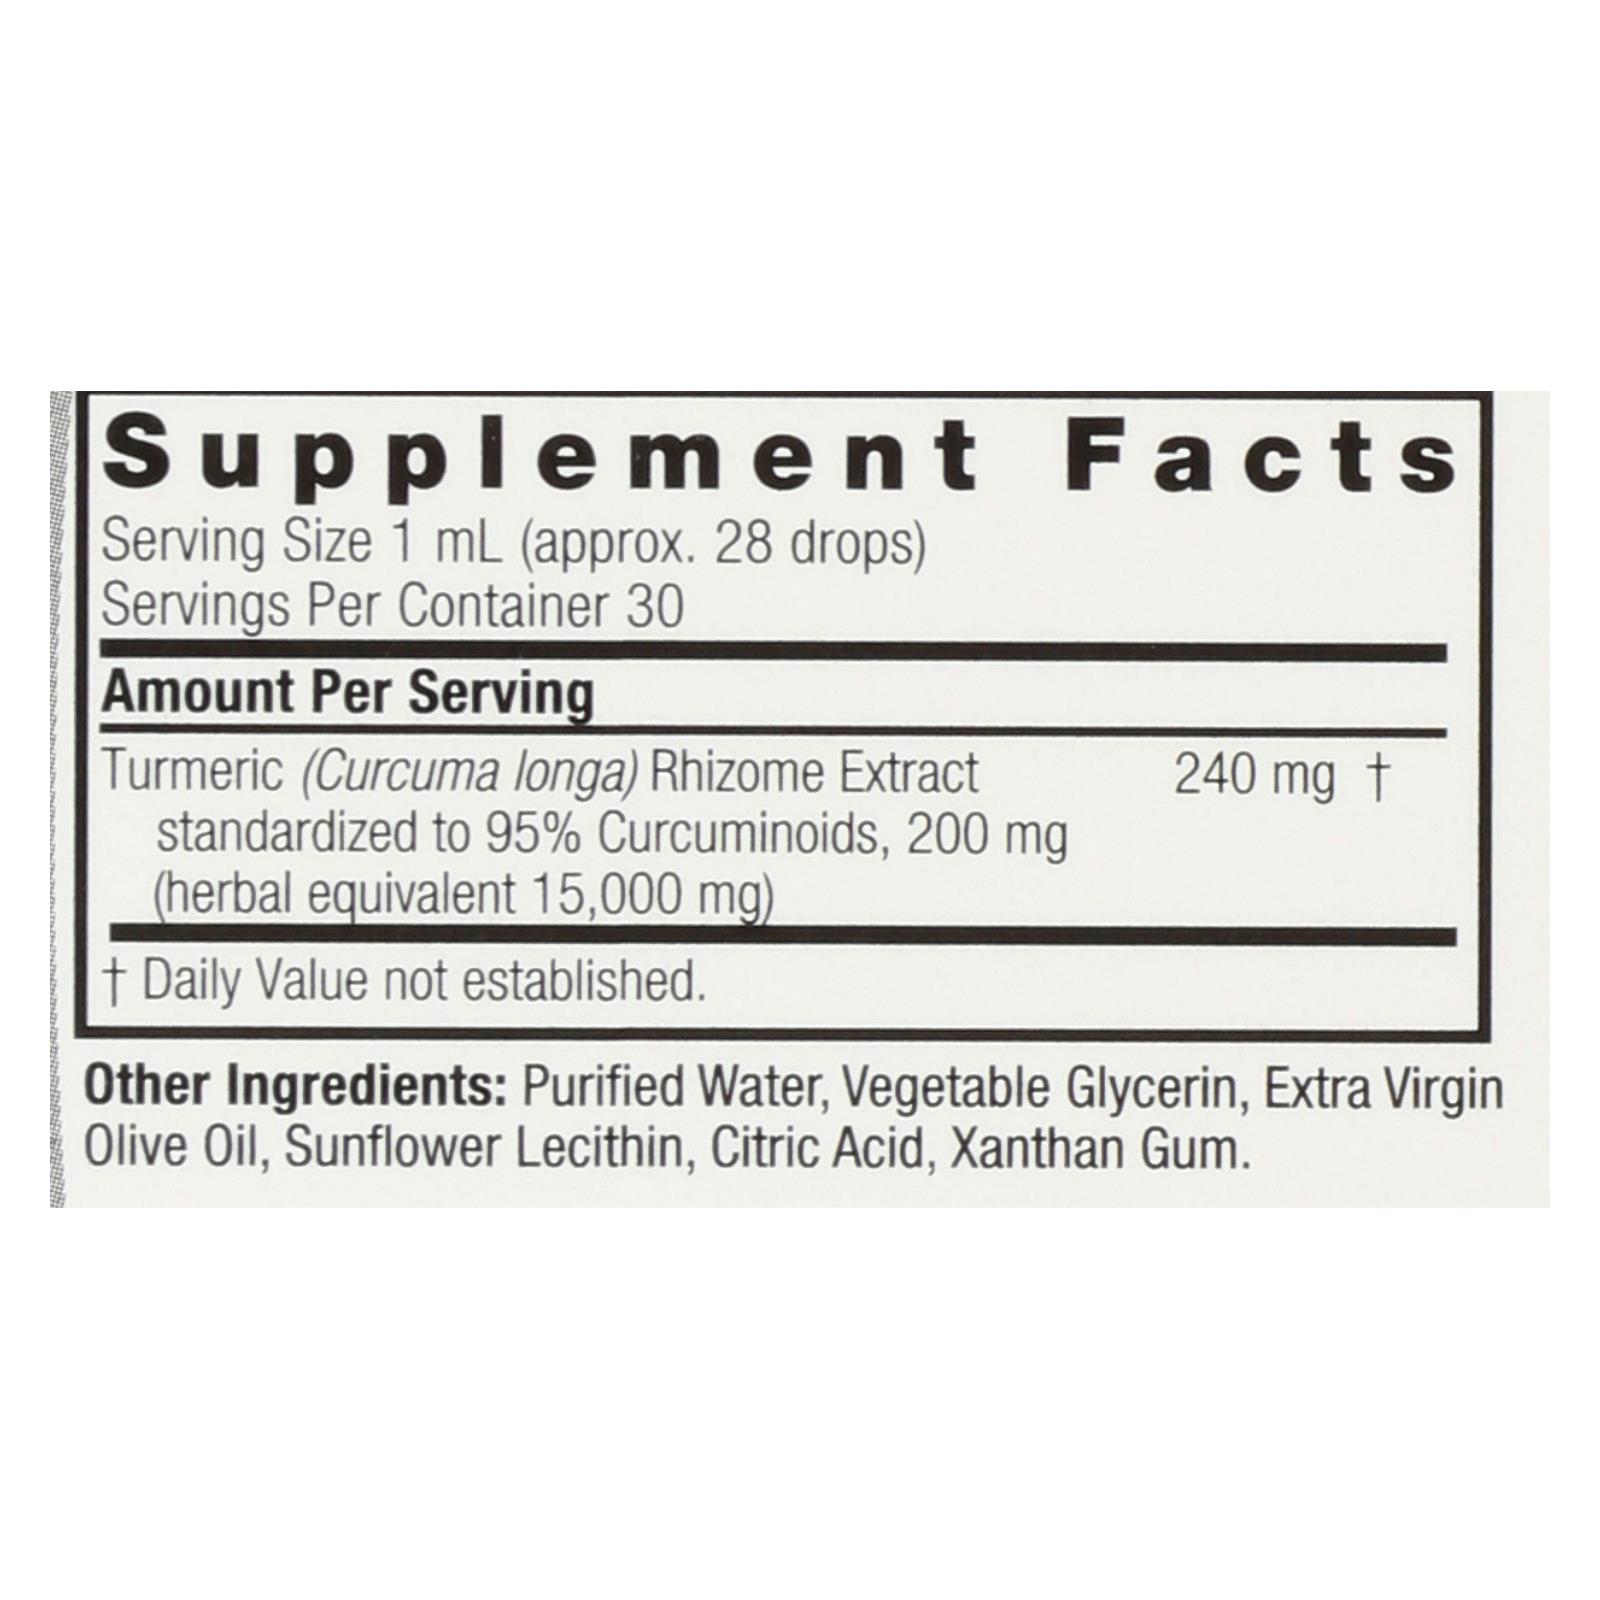 Supplement Facts
Serving Size 1 mL (approx. 28 drops)
Servings Per Container 30
Amount Per Serving
Turmeric (Curcuma longa) Rhizome Extract 240 mg †
standardized to 95% Curcuminoids, 200 mg
(herbal equivalent 15,000 mg)
† Daily Value not established.
Other Ingredients: Purified Water, Vegetable Glycerin, Extra Virgin
Olive Oil, Sunflower Lecithin, Citric Acid, Xanthan Gum.